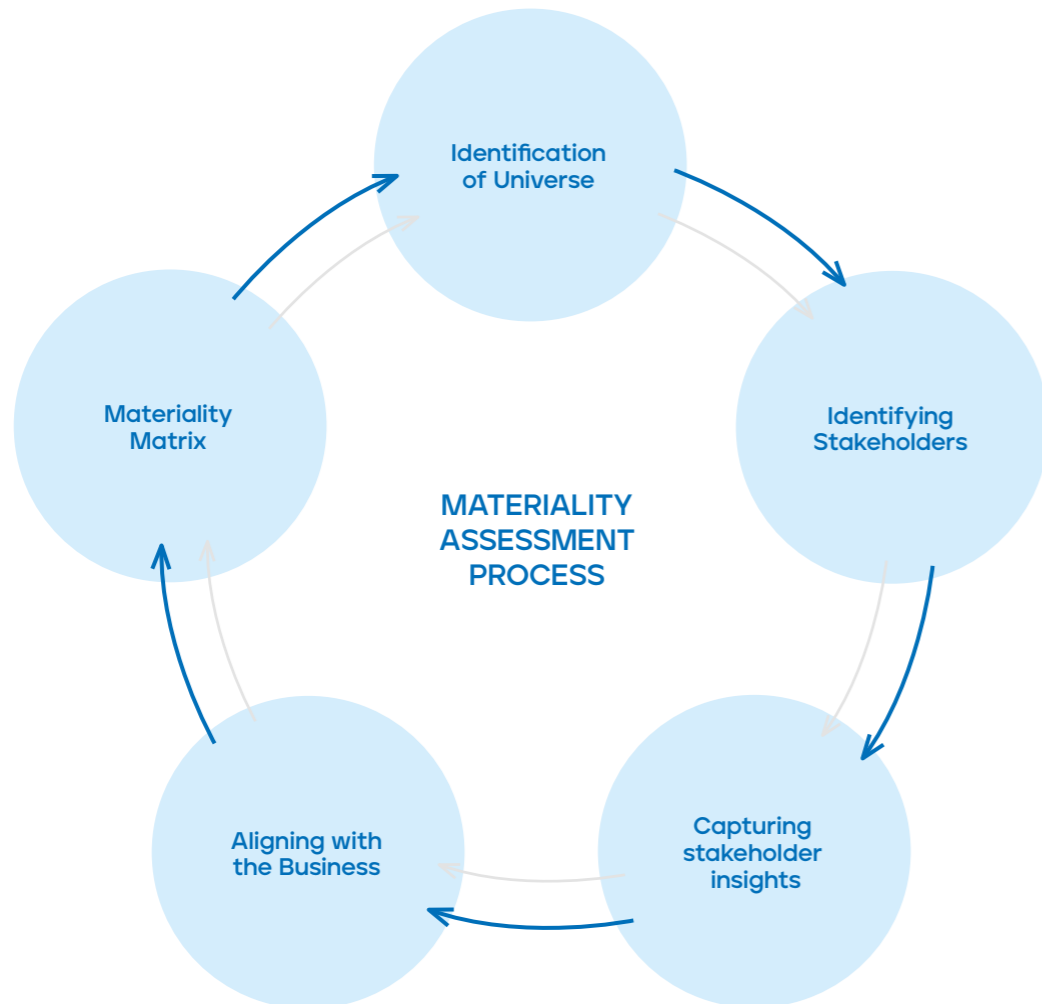 Identification
of Universe
Identifying
Stakeholders
Capturing
stakeholder
insights
Aligning with
the Business
Materiality
Matrix
MATERIALITY
ASSESSMENT
PROCESS